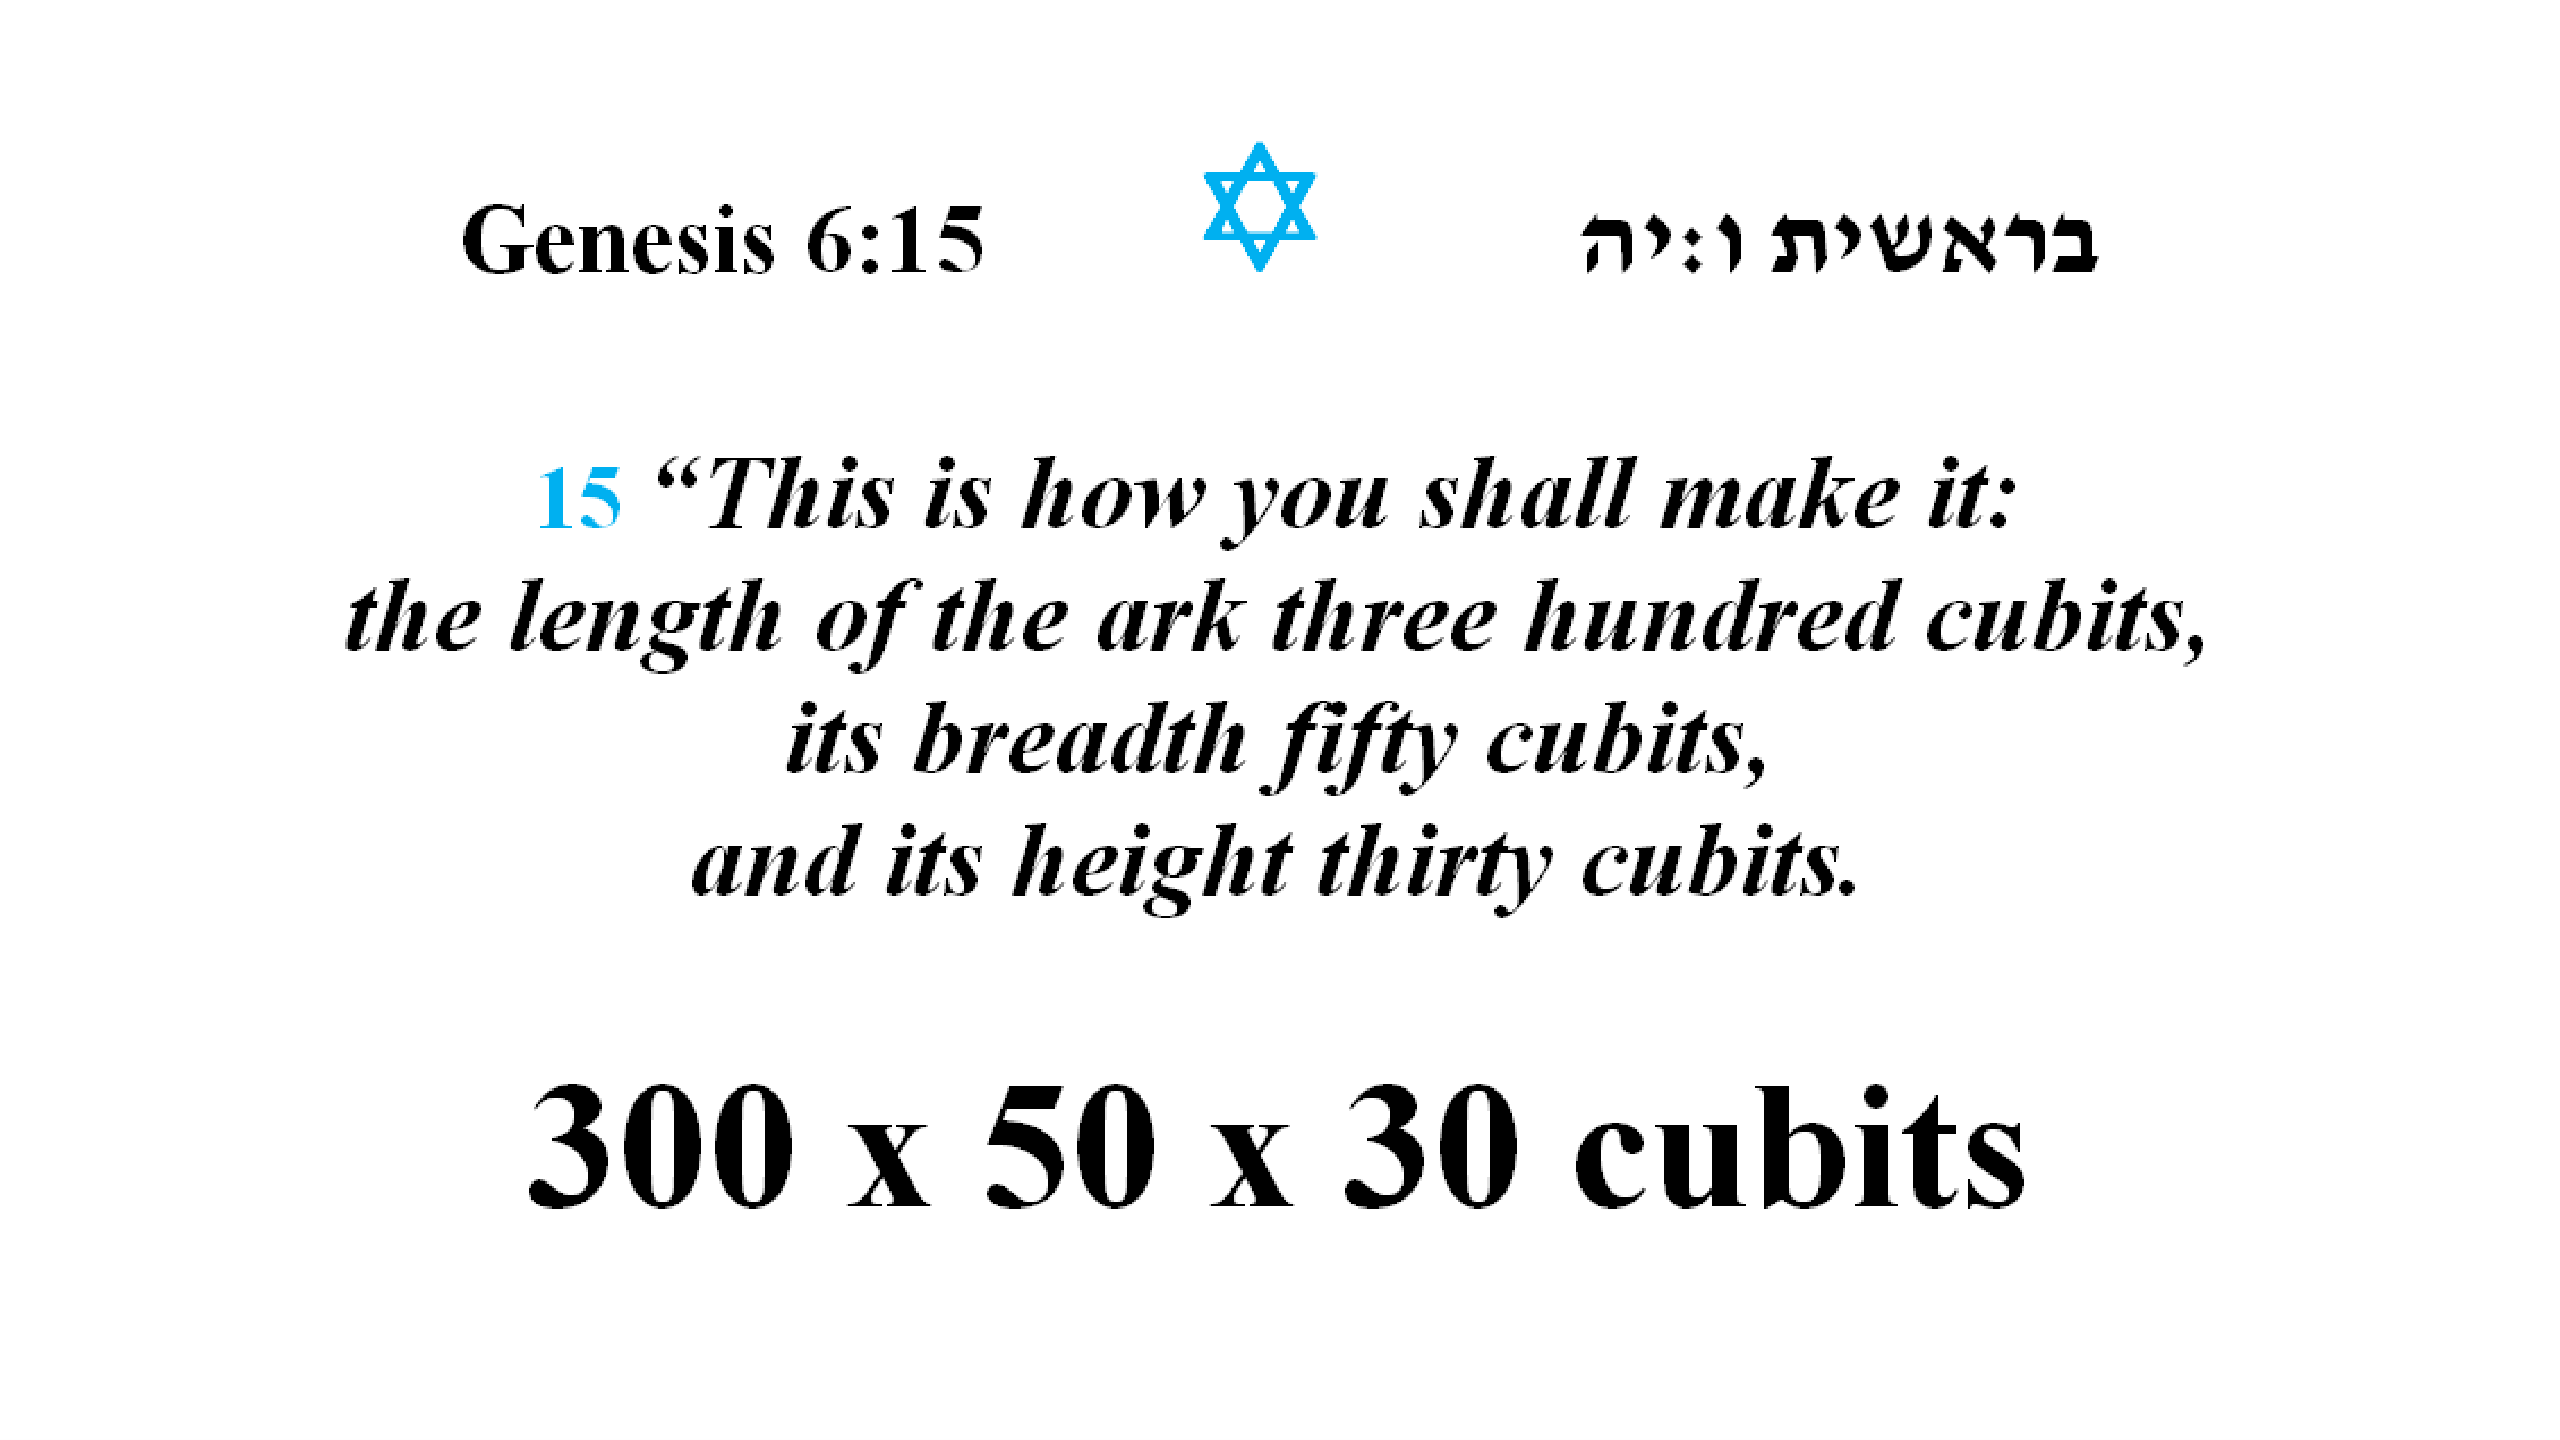 Genesis 6:15 בראשית ו:יה
15 “This is how you shall make it:
the length of the ark three hundred cubits,
its breadth fifty cubits,
and its height thirty cubits.
300 x 50 x 30 cubits